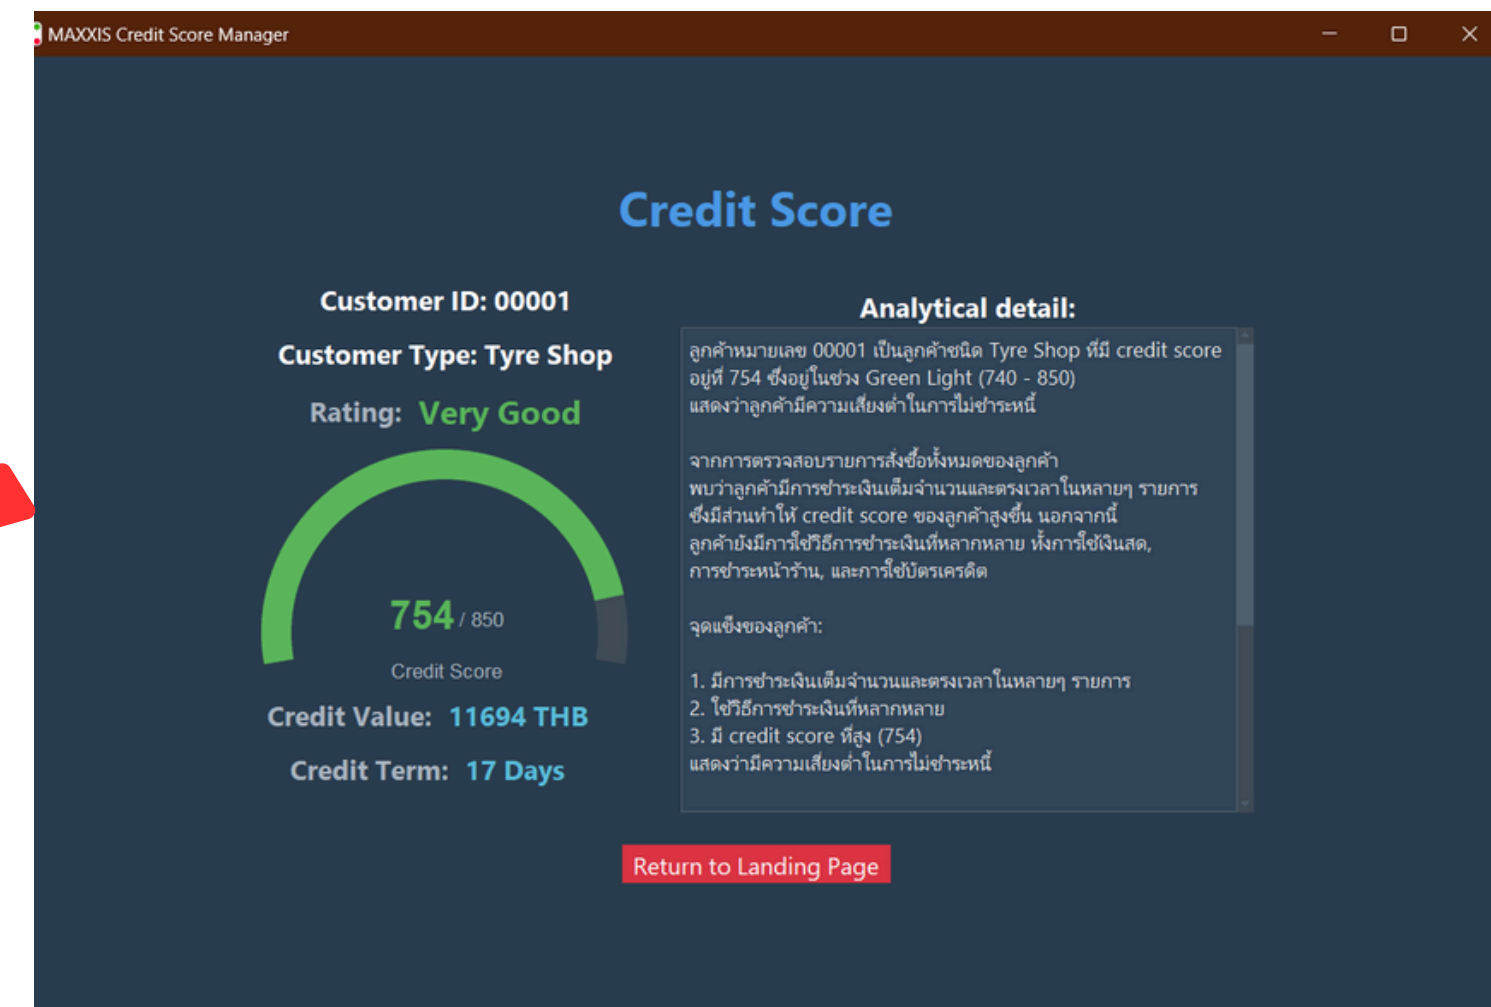 MAXXIS Credit Score Manager
Credit Score
Customer ID: 00001
Customer Type: Tyre Shop
Rating: Very Good
754 / 850
Credit Score
Credit Value: 11694 THB
Credit Term: 17 Days
Analytical detail:
ลูกค้าหมายเลข 00001 เป็นลูกค้าชนิด Tyre Shop ที่มี credit score
อยู่ที่ 754 ซึ่งอยู่ในช่วง Green Light (740 - 850)
แสดงว่าลูกค้ามีความเสี่ยงต่ำในการไม่ชำระหนี้
จากการตรวจสอบรายการสั่งซื้อทั้งหมดของลูกค้า
พบว่าลูกค้ามีการชำระเงินเต็มจำนวนและตรงเวลาในหลายๆ รายการ
ซึ่งมีส่วนทำให้ credit score ของลูกค้าสูงขึ้น นอกจากนี้
ลูกค้ายังมีการใช้วิธีการชำระเงินที่หลากหลาย ทั้งการใช้เงินสด,
การชำระหน้าร้าน, และการใช้บัตรเครดิต
จุดแข็งของลูกค้า:
1. มีการชำระเงินเต็มจำนวนและตรงเวลาในหลายๆ รายการ
2. ใช้วิธีการชำระเงินที่หลากหลาย
3. มี credit score ที่สูง (754)
แสดงว่ามีความเสี่ยงต่ำในการไม่ชำระหนี้
Return to Landing Page